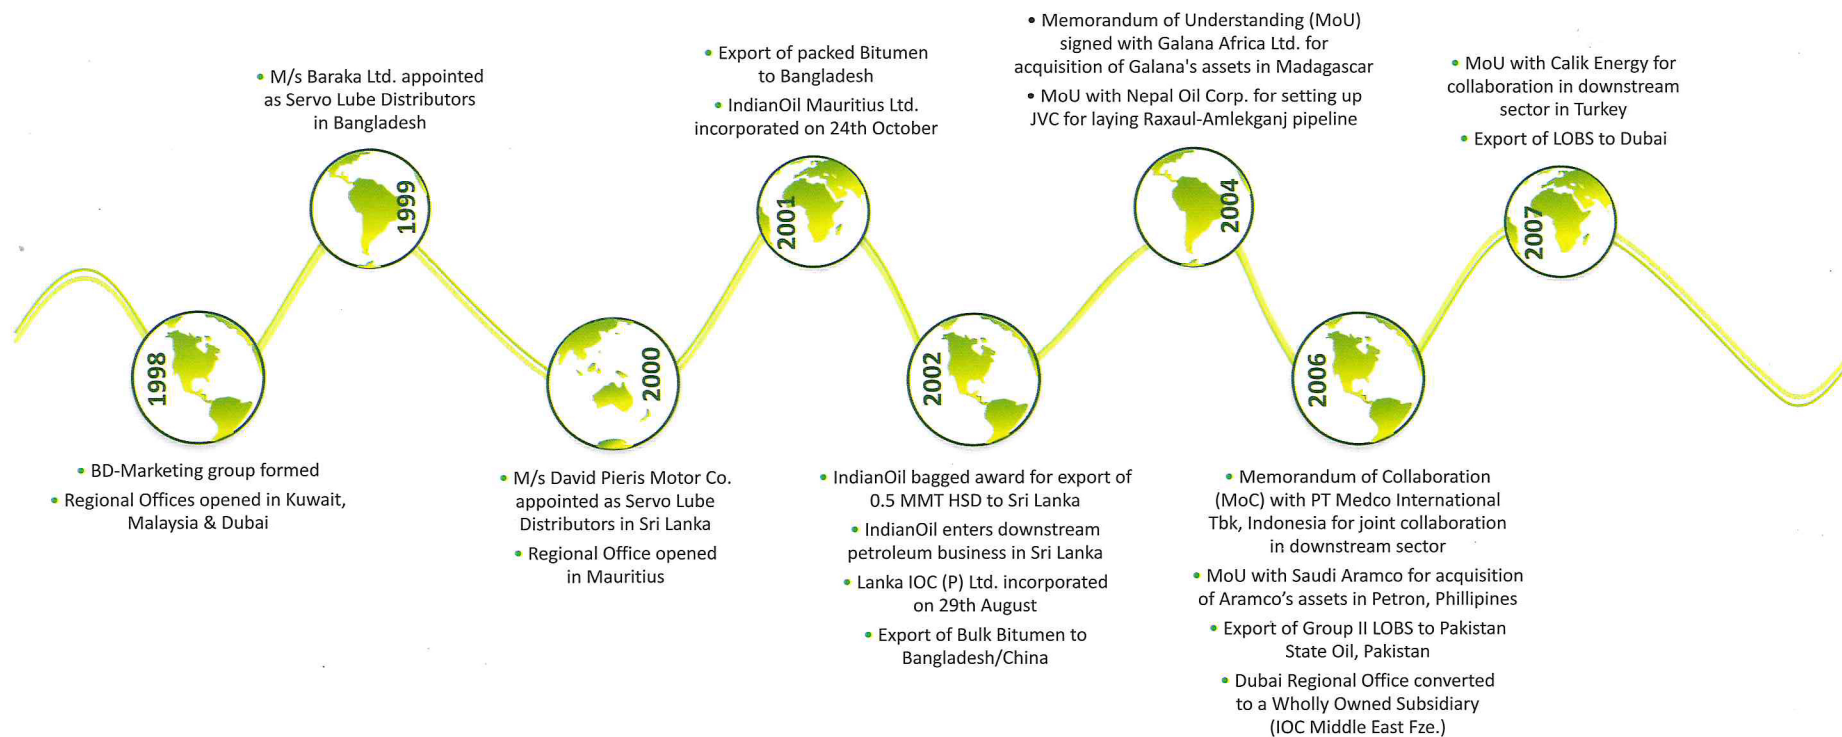 1998
• BD-Marketing group formed
• Regional Offices opened in Kuwait,
Malaysia & Dubai
• M/s Baraka Ltd. appointed
as Servo Lube Distributors
in Bangladesh
1999
2000
• M/s David Pieris Motor Co.
appointed as Servo Lube
Distributors in Sri Lanka
• Regional Office opened
in Mauritius
• Export of packed Bitumen
to Bangladesh
• IndianOil Mauritius Ltd.
incorporated on 24th October
2001
2002
• IndianOil bagged award for export of
0.5 MMT HSD to Sri Lanka
• IndianOil enters downstream
petroleum business in Sri Lanka
• Lanka IOC (P) Ltd. incorporated
on 29th August
• Export of Bulk Bitumen to
Bangladesh/China
• Memorandum of Understanding (MoU)
signed with Galana Africa Ltd. for
acquisition of Galana's assets in Madagascar
• MoU with Nepal Oil Corp. for setting up
JVC for laying Raxaul-Amlekganj pipeline
2004
2006
• Memorandum of Collaboration
(MoC) with PT Medco International
Tbk, Indonesia for joint collaboration
in downstream sector
• MoU with Saudi Aramco for acquisition
of Aramco’s assets in Petron, Phillipines
• Export of Group II LOBS to Pakistan
State Oil, Pakistan
• Dubai Regional Office converted
to a Wholly Owned Subsidiary
(IOC Middle East Fze.)
• MoU with Calik Energy for
collaboration in downstream
sector in Turkey
• Export of LOBS to Dubai
2007